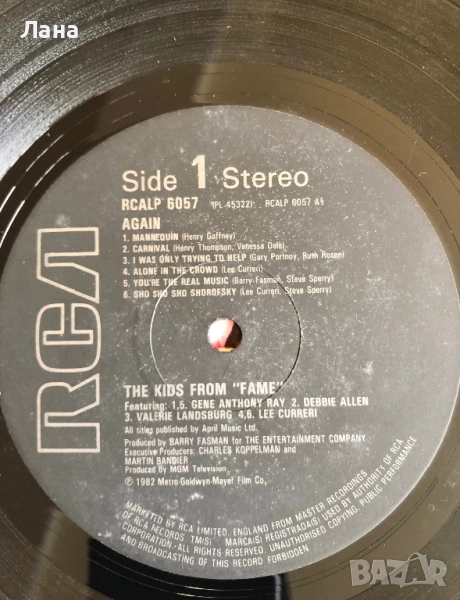 Лана
Side 1 Stereo
RCALP 6057 (PL-45322) RCALP 6057 A
AGAIN
1. MANNEQUIN (Henry Gaffney)
2. CARNIVAL (Henry Thompson, Vanessa Dale)
3. I WAS ONLY TRYING TO HELP (Gary Portnoy, Ruth Rosen)
4. ALONE IN THE CROWD (Lee Curreri)
5. YOU'RE THE REAL MUSIC (Barry Fasman, Steve Sperry)
6. SHO SHO SHO SHOROFSKY (Lee Curreri, Steve Sperry)
RCA
THE KIDS FROM "FAME"
Featuring: 1,5. GENE ANTHONY RAY 2. DEBBIE ALLEN
3. VALERIE LANDSBURG 4,6. LEE CURRERI
All titles published by April Music Ltd.
Produced by BARRY FASMAN for THE ENTERTAINMENT COMPANY
Executive Producers: CHARLES KOPPELMAN and
MARTIN BANDIER
Produced by MGM Television
℗ 1982 Metro-Goldwyn-Mayer Film Co.
MARKETED BY RCA LIMITED, ENGLAND FROM MASTER RECORDINGS
OF RCA RECORDS TM(S) MARCA(S) REGISTRADA(S) USED BY AUTHORITY OF RCA
CORPORATION-ALL RIGHTS RESERVED. UNAUTHORISED COPYING, PUBLIC PERFORMANCE
AND BROADCASTING OF THIS RECORD FORBIDDEN
BAZAR